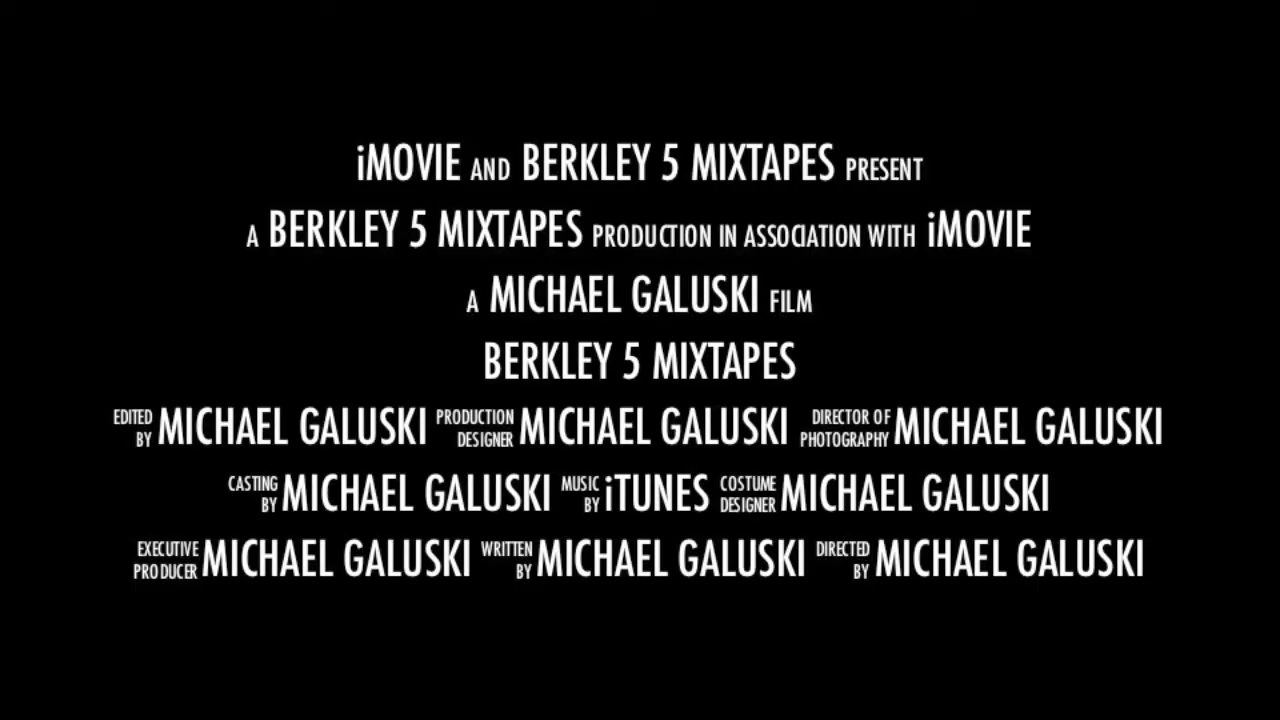 iMOVIE AND BERKLEY 5 MIXTAPES PRESENT
A BERKLEY 5 MIXTAPES PRODUCTION IN ASSOCIATION WITH iMOVIE
A MICHAEL GALUSKI FILM
BERKLEY 5 MIXTAPES
EDITED BY MICHAEL GALUSKI PRODUCTION DESIGNER MICHAEL GALUSKI DIRECTOR OF PHOTOGRAPHY MICHAEL GALUSKI
CASTING BY MICHAEL GALUSKI MUSIC BY iTUNES COSTUME DESIGNER MICHAEL GALUSKI
EXECUTIVE PRODUCER MICHAEL GALUSKI WRITTEN BY MICHAEL GALUSKI DIRECTED BY MICHAEL GALUSKI